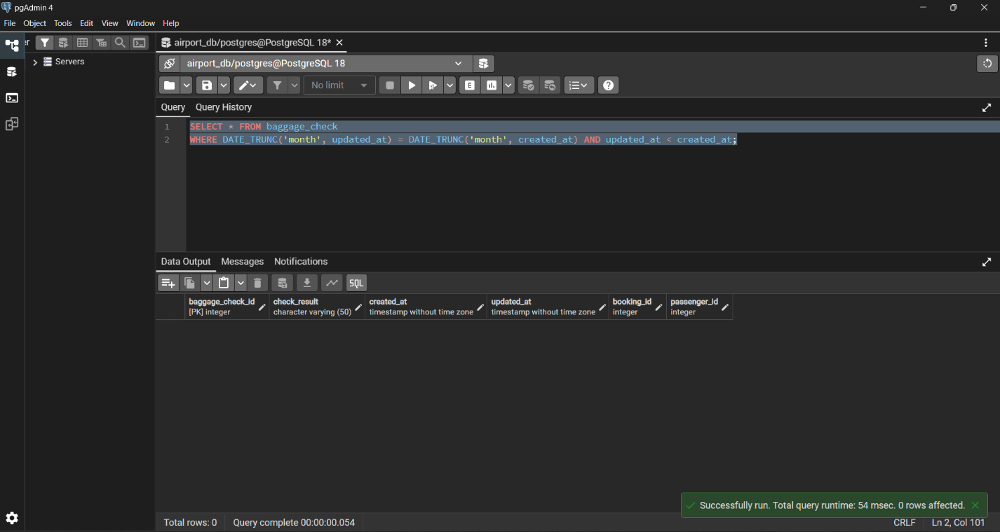 pgAdmin 4
File Object Tools Edit View Window Help
er
airport_db/postgres@PostgreSQL 18*
Servers
airport_db/postgres@PostgreSQL 18
No limit
E
Query Query History
1 SELECT * FROM baggage_check
2 WHERE DATE_TRUNC('month', updated_at) = DATE_TRUNC('month', created_at) AND updated_at < created_at;
Data Output Messages Notifications
SQL
baggage_check_id check_result created_at updated_at booking_id passenger_id
[PK] integer character varying (50) timestamp without time zone timestamp without time zone integer integer
Successfully run. Total query runtime: 54 msec. 0 rows affected.
Total rows: 0 Query complete 00:00:00.054 CRLF Ln 2, Col 101